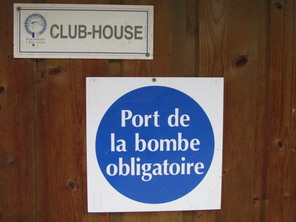 CLUB-HOUSE
Port de
la bombe
obligatoire